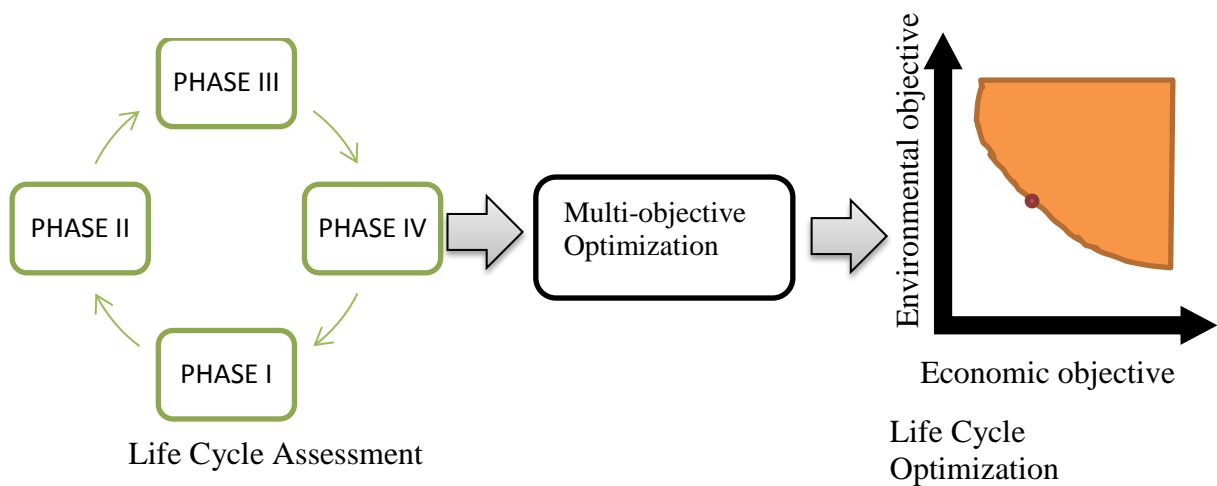 PHASE III
PHASE II
PHASE IV
PHASE I
Life Cycle Assessment
Multi-objective
Optimization
Environmental objective
Economic objective
Life Cycle
Optimization